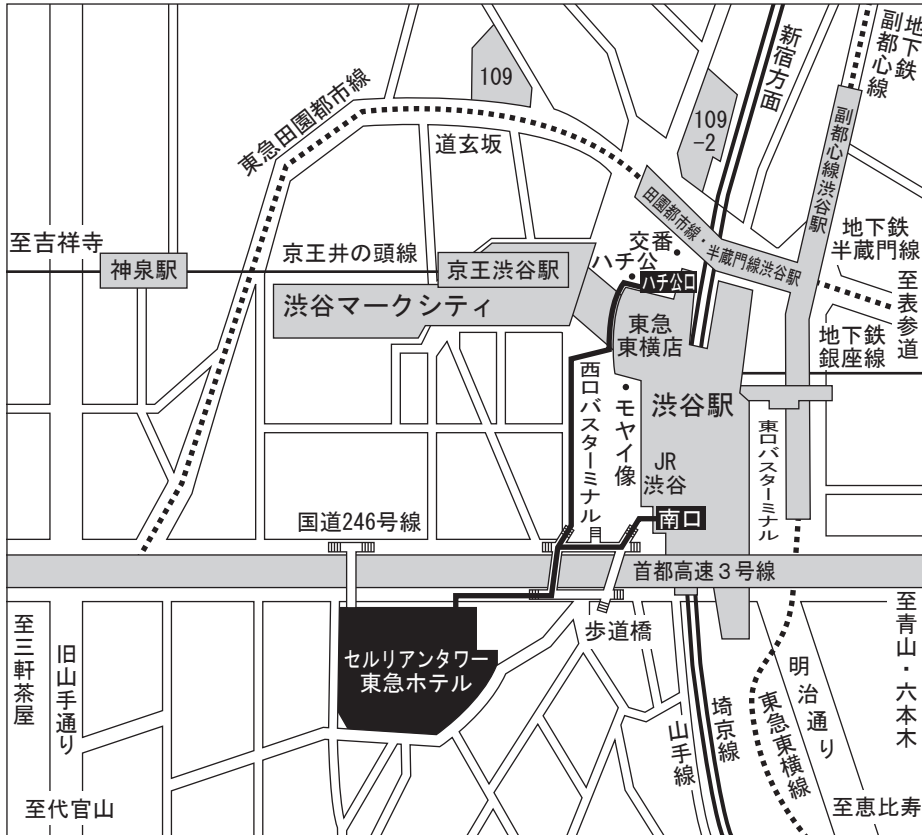 地下鉄
副都心線
新宿方面
109
109
-2
東急田園都市線
道玄坂
副都心線渋谷駅
田園都市線・半蔵門線渋谷駅
地下鉄
半蔵門線
至表参道
至吉祥寺
神泉駅
京王井の頭線
京王渋谷駅
交番
ハチ公
ハチ公口
渋谷マークシティ
東急
東横店
地下鉄
銀座線
西口バスターミナル
モヤイ像
渋谷駅
JR
渋谷
東口バスターミナル
南口
国道246号線
首都高速3号線
至三軒茶屋
旧山手通り
セルリアンタワー
東急ホテル
歩道橋
山手線
埼京線
東急東横線
明治通り
至青山・六本木
至代官山
至恵比寿